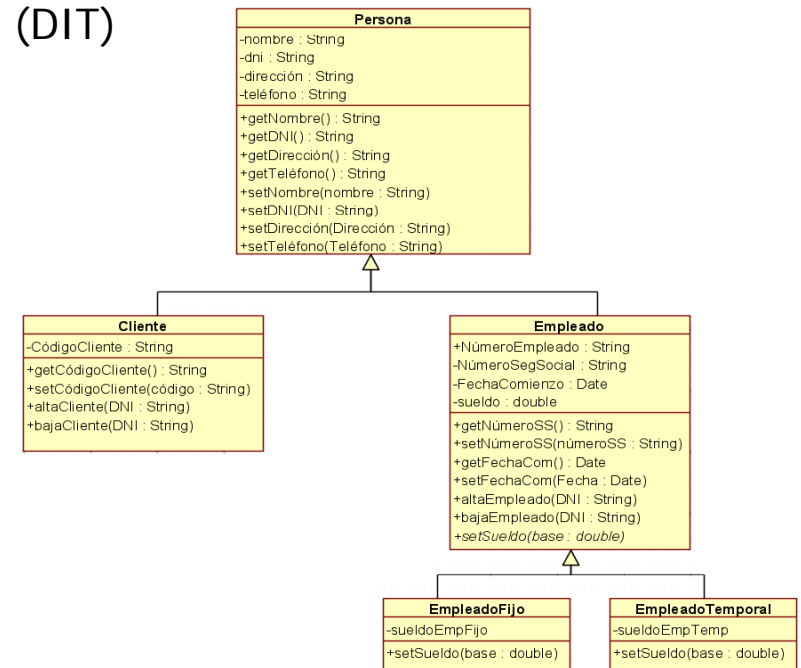 (DIT)
Persona
-nombre : String
-dni : String
-dirección : String
-teléfono : String
+getNombre() : String
+getDNI() : String
+getDirección() : String
+getTeléfono() : String
+setNombre(nombre : String)
+setDNI(DNI : String)
+setDirección(Dirección : String)
+setTeléfono(Teléfono : String)
Cliente
-CódigoCliente : String
+getCódigoCliente() : String
+setCódigoCliente(código : String)
+altaCliente(DNI : String)
+bajaCliente(DNI : String)
Empleado
+NúmeroEmpleado : String
-NúmeroSegSocial : String
-FechaComienzo : Date
-sueldo : double
+getNúmeroSS() : String
+setNúmeroSS(númeroSS : String)
+getFechaCom() : Date
+setFechaCom(Fecha : Date)
+altaEmpleado(DNI : String)
+bajaEmpleado(DNI : String)
+setSueldo(base : double)
EmpleadoFijo
-sueldoEmpFijo
+setSueldo(base : double)
EmpleadoTemporal
-sueldoEmpTemp
+setSueldo(base : double)